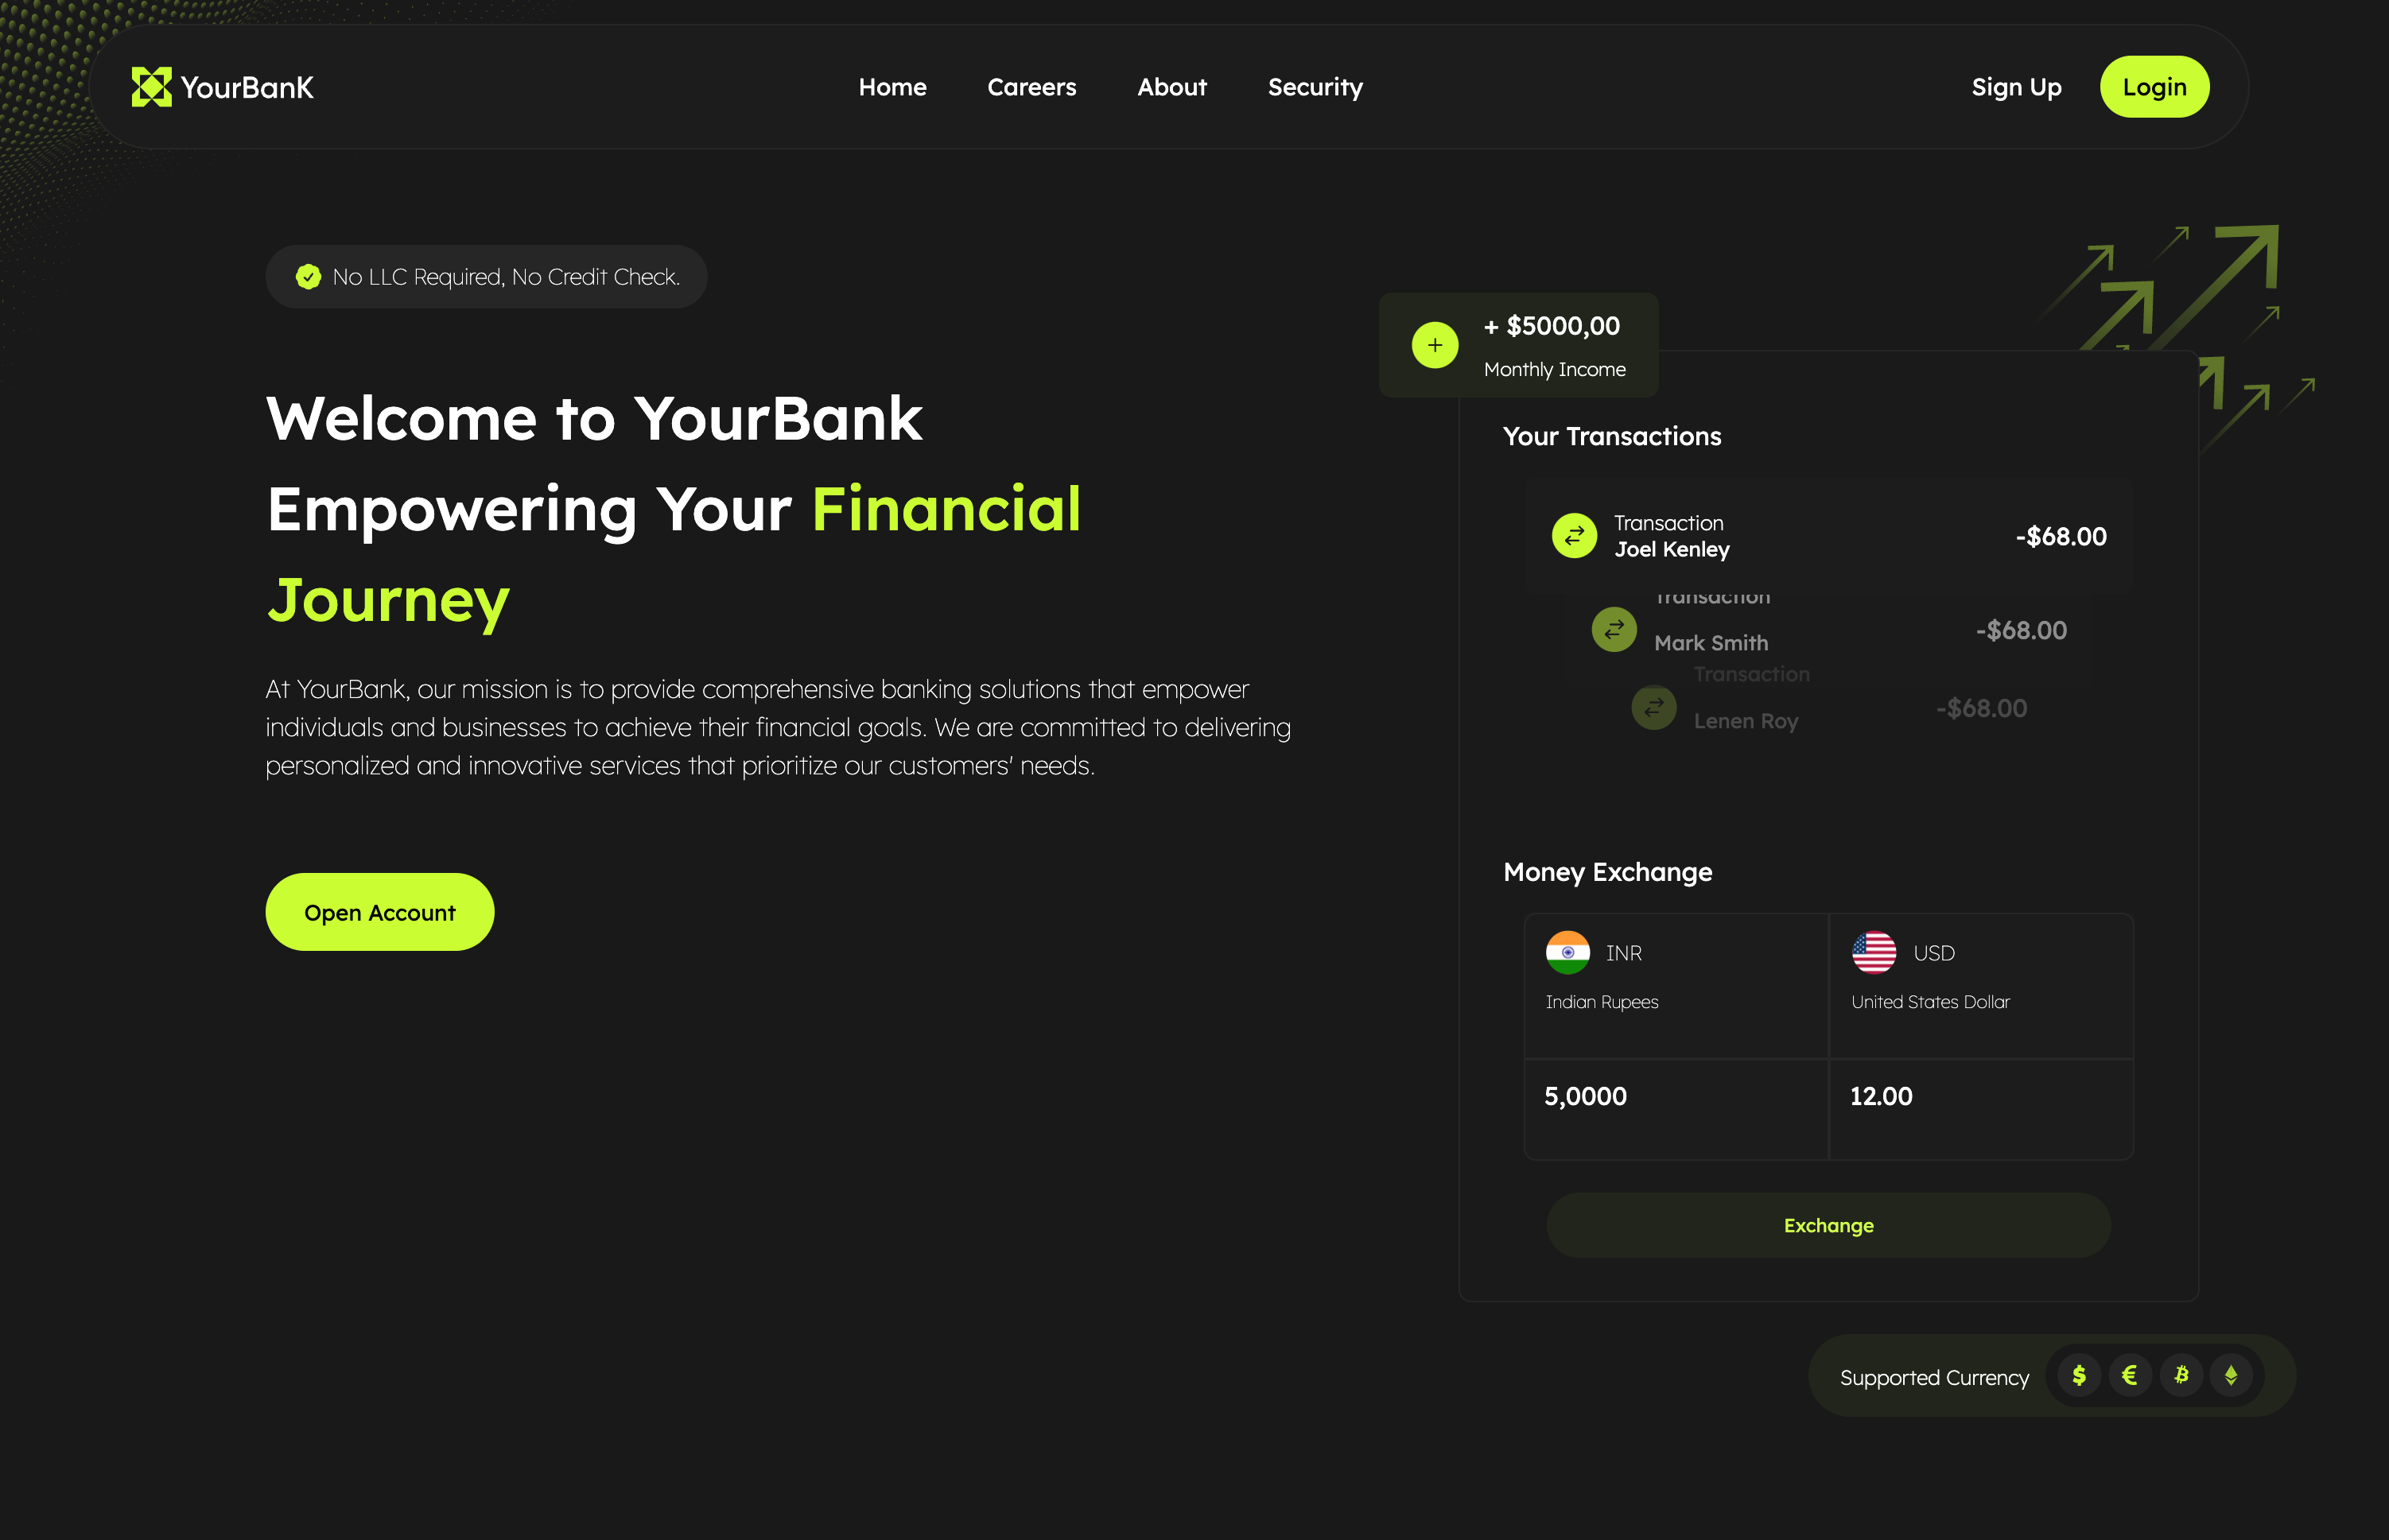 YourBanK
Home
Careers
About
Security
Sign Up
Login
No LLC Required, No Credit Check.
Welcome to YourBank
Empowering Your Financial
Journey
At YourBank, our mission is to provide comprehensive banking solutions that empower
individuals and businesses to achieve their financial goals. We are committed to delivering
personalized and innovative services that prioritize our customers' needs.
Open Account
+ $5000,00
Monthly Income
Your Transactions
Transaction
Joel Kenley
-$68.00
Transaction
Mark Smith
-$68.00
Transaction
Lenen Roy
-$68.00
Money Exchange
INR
Indian Rupees
USD
United States Dollar
5,0000
12.00
Exchange
Supported Currency
$ € ₿